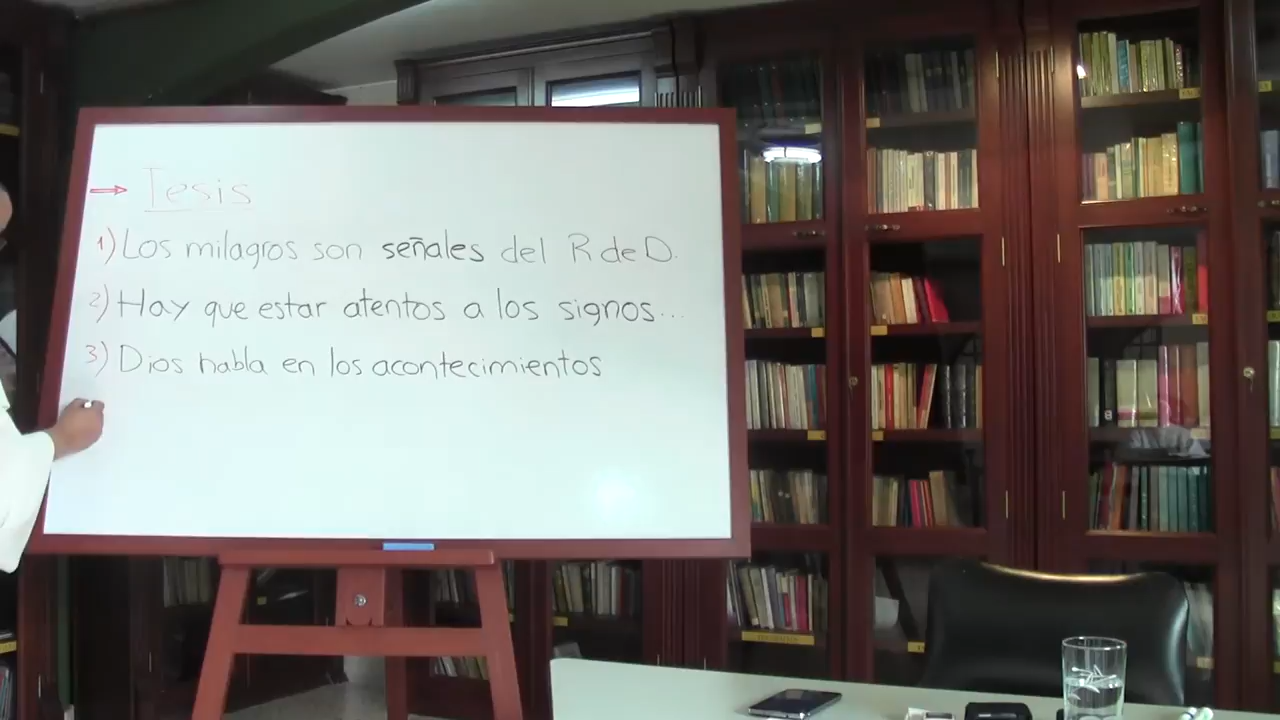 → Tesis
1) Los milagros son señales del R de D.
2) Hay que estar atentos a los signos...
3) Dios habla en los acontecimientos